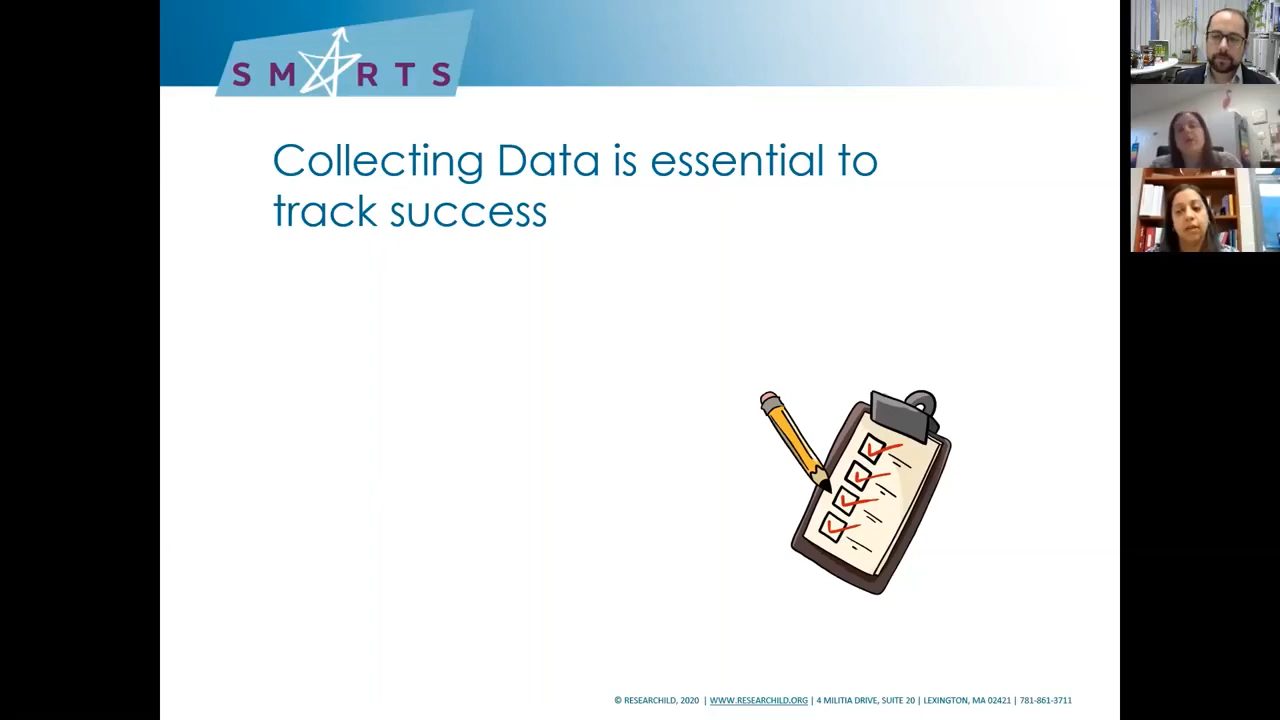 SMARTS
Collecting Data is essential to
track success
© RESEARCHILD, 2020 | WWW.RESEARCHILD.ORG | 4 MILITIA DRIVE, SUITE 20 | LEXINGTON, MA 02421 | 781-861-3711